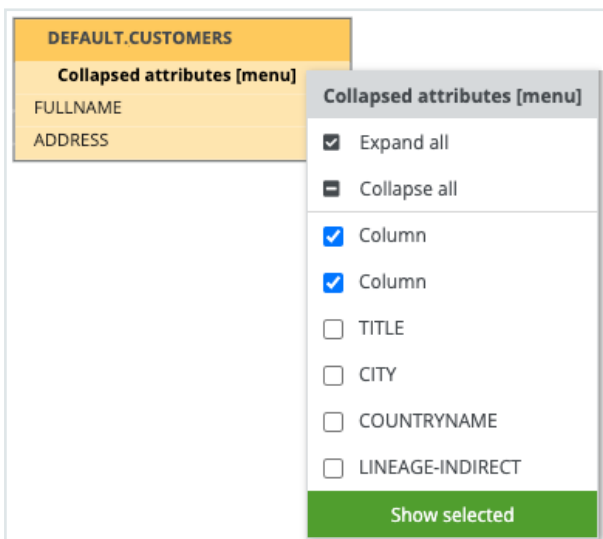 DEFAULT.CUSTOMERS
Collapsed attributes [menu]
FULLNAME
ADDRESS
Collapsed attributes [menu]
Expand all
Collapse all
Column
Column
TITLE
CITY
COUNTRYNAME
LINEAGE-INDIRECT
Show selected